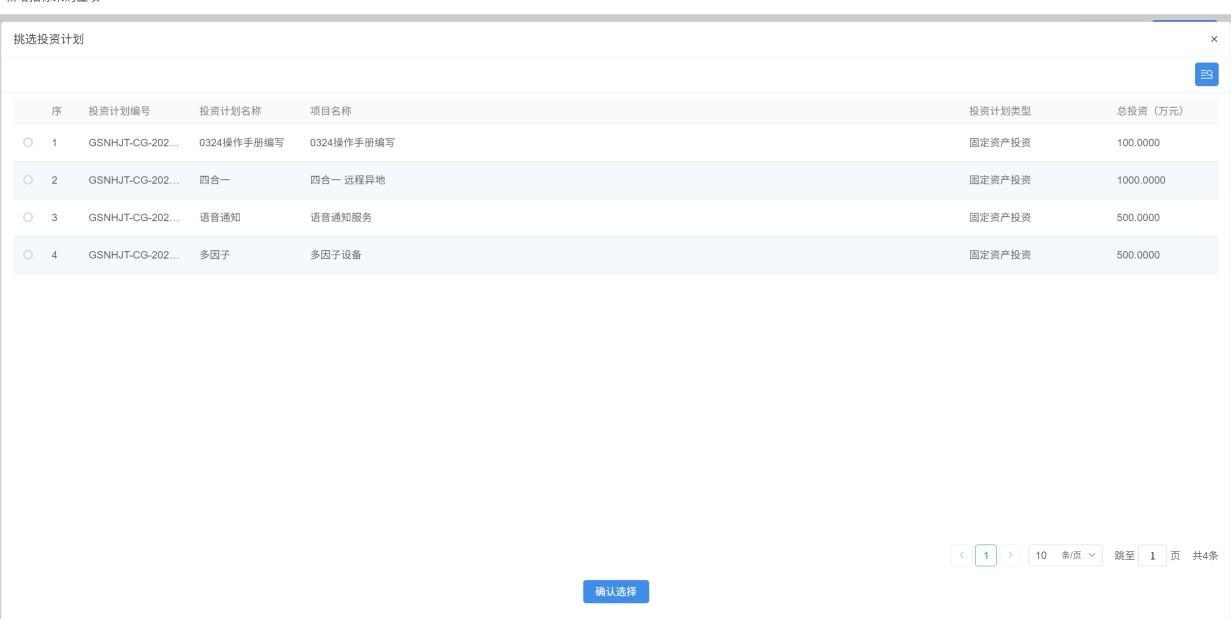 挑选投资计划 ×
序 投资计划编号 投资计划名称 项目名称 投资计划类型 总投资（万元）
1 GSNHJT-CG-202... 0324操作手册编写 0324操作手册编写 固定资产投资 100.0000
2 GSNHJT-CG-202... 四合一 四合一 远程异地 固定资产投资 1000.0000
3 GSNHJT-CG-202... 语音通知 语音通知服务 固定资产投资 500.0000
4 GSNHJT-CG-202... 多因子 多因子设备 固定资产投资 500.0000
1 10 条/页 跳至 1 页 共4条
确认选择